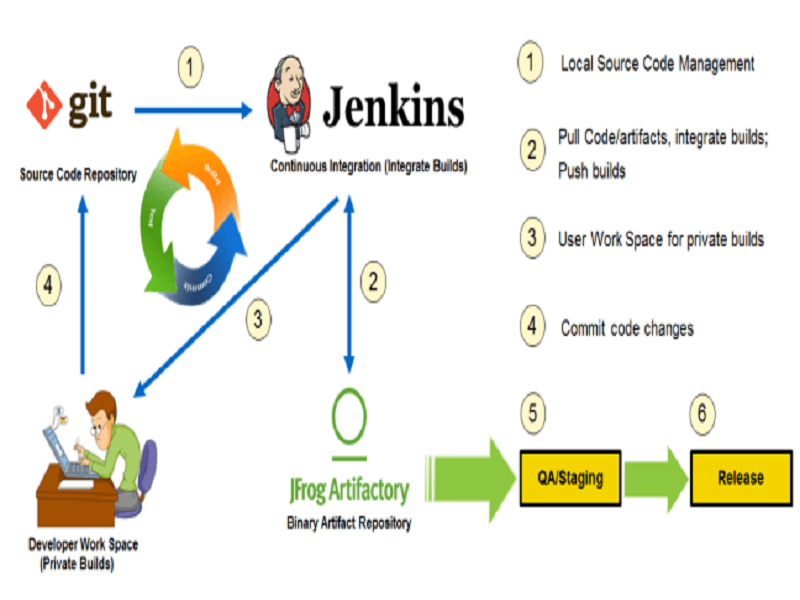 1
git
Jenkins
Source Code Repository
Continuous Integration (Integrate Builds)
Build
Test
Commit
4
3
2
Developer Work Space
(Private Builds)
JFrog Artifactory
Binary Artifact Repository
1 Local Source Code Management
2 Pull Code/artifacts, integrate builds;
Push builds
3 User Work Space for private builds
4 Commit code changes
5
6
QA/Staging
Release